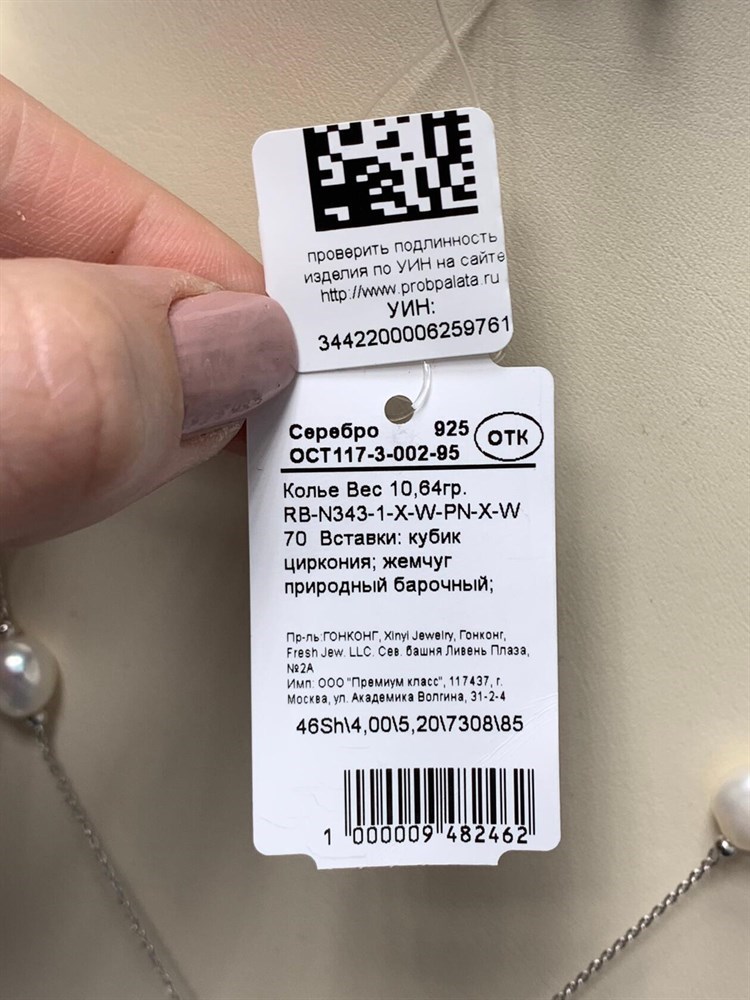 проверить подлинность
изделия по УИН на сайте
http://www.probpalata.ru
УИН:
3442200006259761
Серебро 925 ОТК
ОСТ117-3-002-95
Колье Вес 10,64гр.
RB-N343-1-X-W-PN-X-W
70 Вставки: кубик
циркония; жемчуг
природный барочный;
Пр-ль:ГОНКОНГ, Xinyi Jewelry, Гонконг,
Fresh Jew. LLC. Сев. башня Ливень Плаза,
№2А
Имп: ООО "Премиум класс", 117437, г.
Москва, ул. Академика Волгина, 31-2-4
46Sh\4,00\5,20\7308\85
1 000009 482462